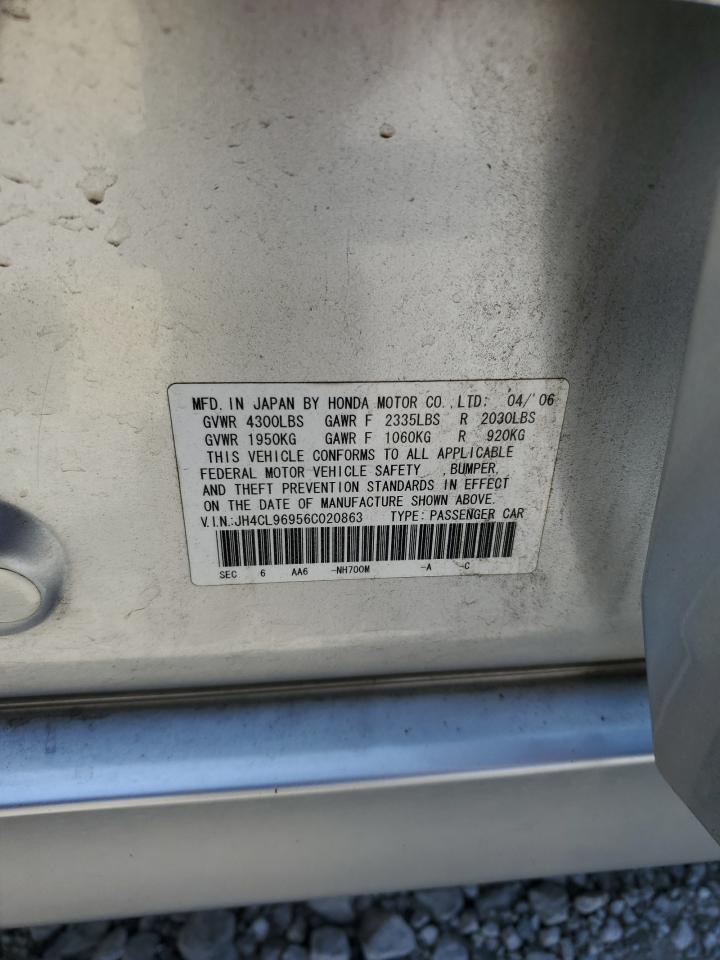 MFD. IN JAPAN BY HONDA MOTOR CO.,LTD: 04/'06
GVWR 4300LBS GAWR F 2335LBS R 2030LBS
GVWR 1950KG GAWR F 1060KG R 920KG
THIS VEHICLE CONFORMS TO ALL APPLICABLE
FEDERAL MOTOR VEHICLE SAFETY ,BUMPER,
AND THEFT PREVENTION STANDARDS IN EFFECT
ON THE DATE OF MANUFACTURE SHOWN ABOVE.
V.I.N.:JH4CL96956C020863 TYPE: PASSENGER CAR
SEC 6 AA6 -NH700M -A -C